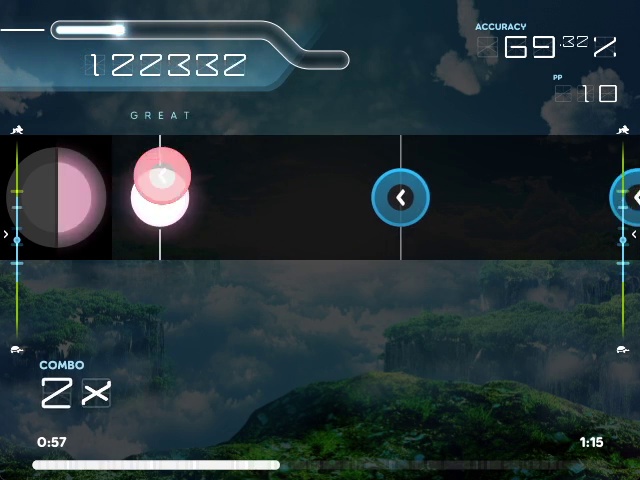 ACCURACY
69.32%
122332
PP
10
GREAT
COMBO
2x
0:57
1:15